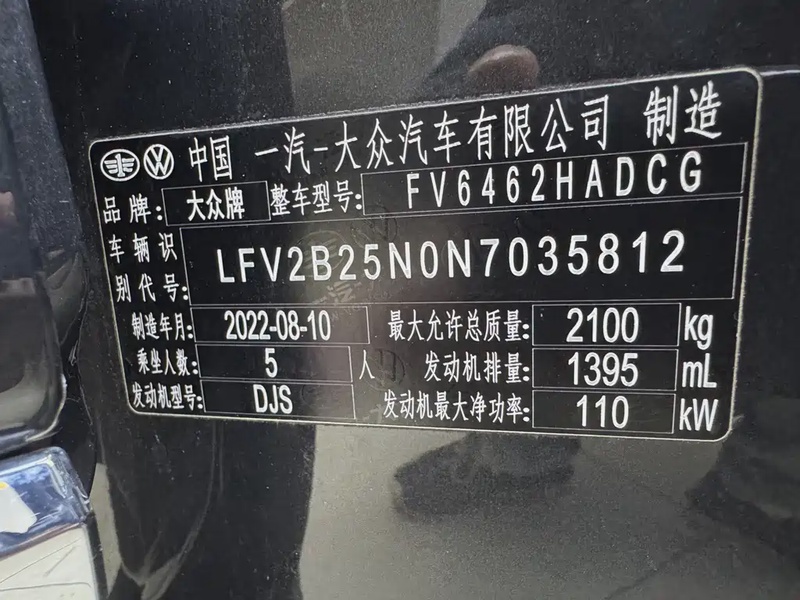 中国 一汽-大众汽车有限公司 制造
品牌: 大众牌 整车型号: FV6462HADCG
车辆识别代号: LFV2B25N0N7035812
制造年月: 2022-08-10 最大允许总质量: 2100 kg
乘坐人数: 5 人 发动机排量: 1395 mL
发动机型号: DJS 发动机最大净功率: 110 kW